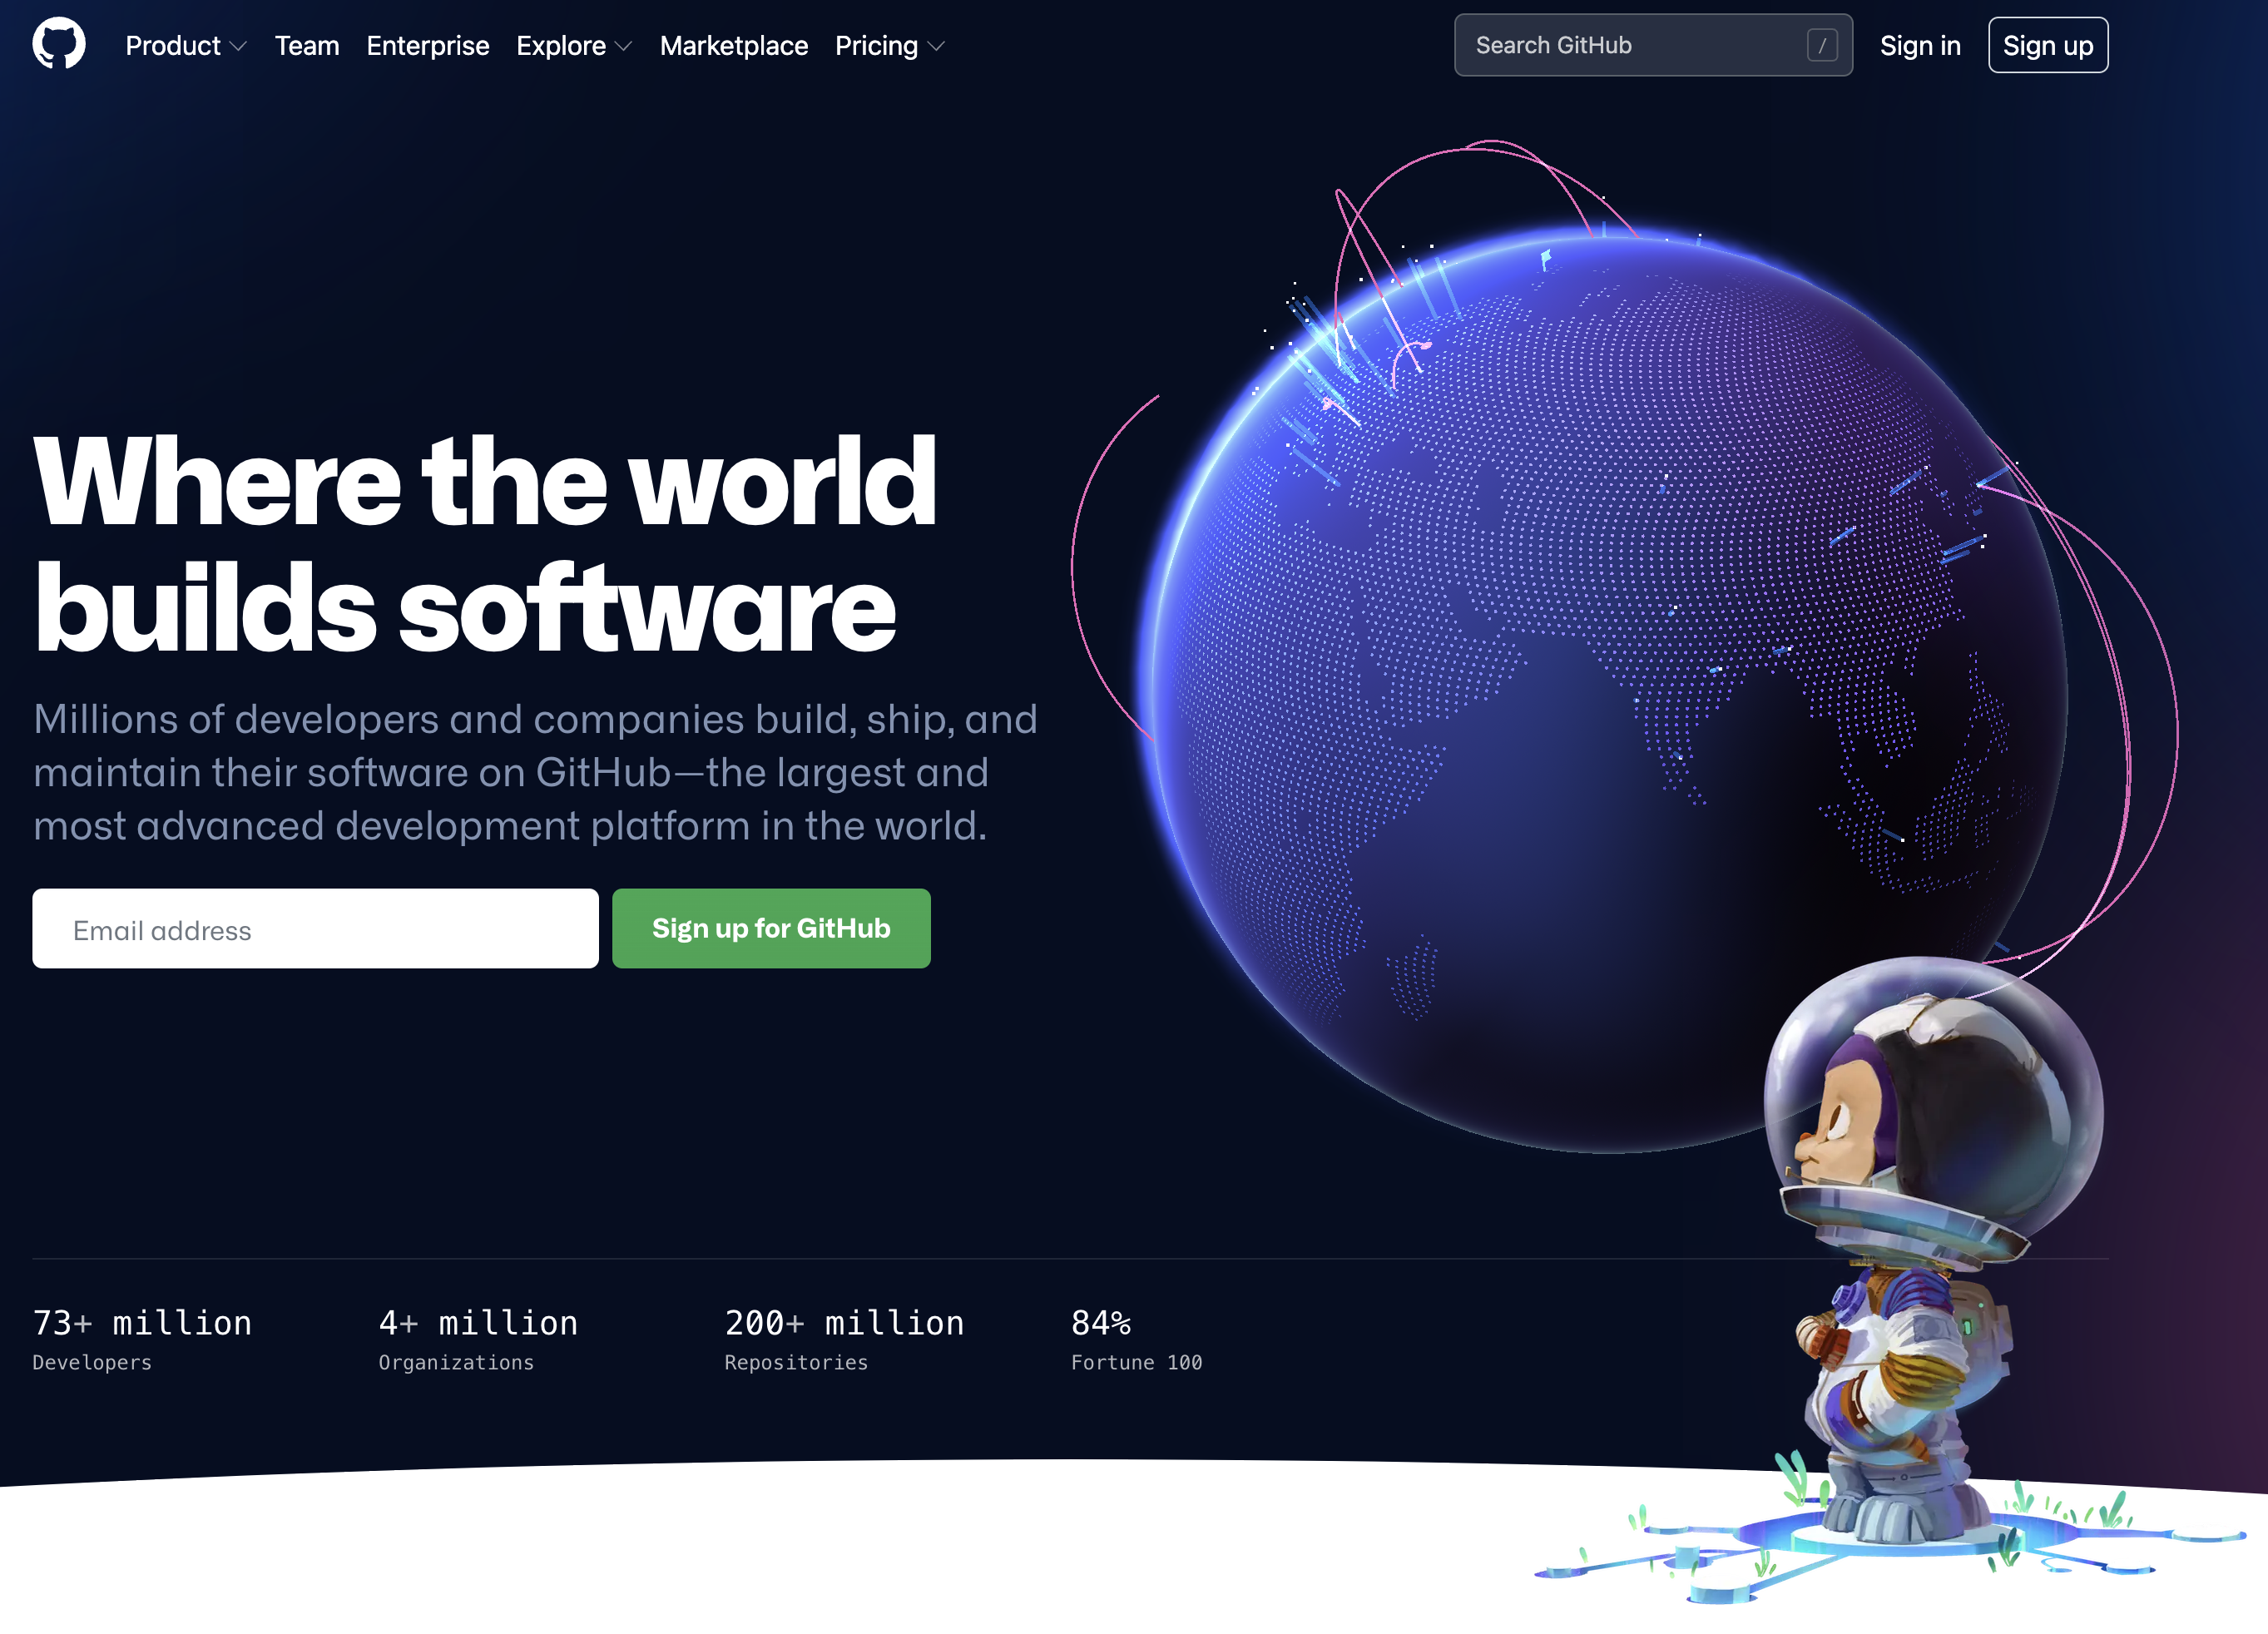 Product Team Enterprise Explore Marketplace Pricing Search GitHub / Sign in Sign up
Where the world
builds software
Millions of developers and companies build, ship, and
maintain their software on GitHub—the largest and
most advanced development platform in the world.
Email address Sign up for GitHub
73+ million 4+ million 200+ million 84%
Developers Organizations Repositories Fortune 100